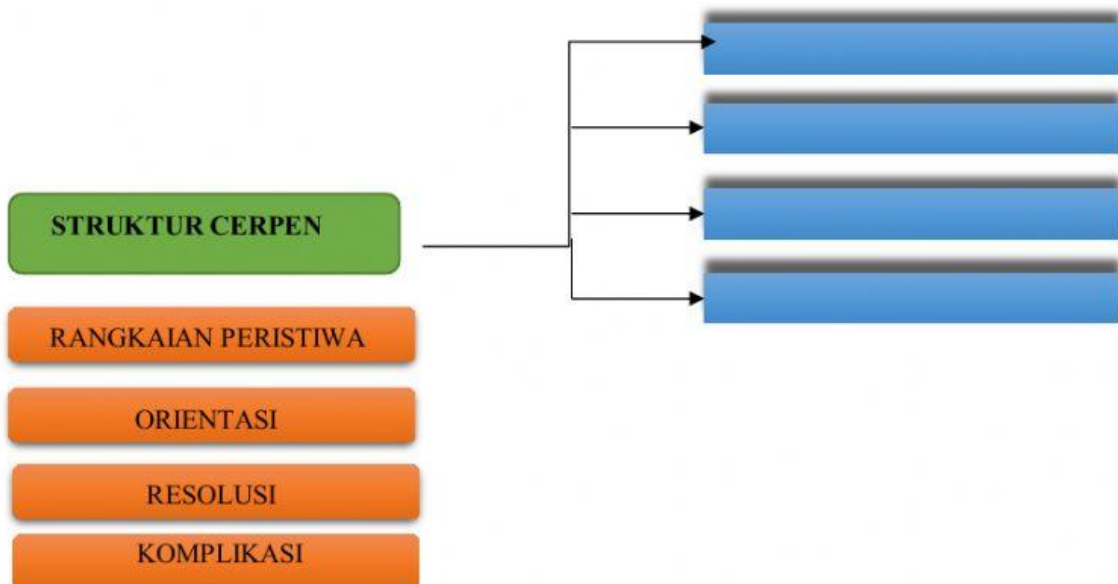 STRUKTUR CERPEN
RANGKAIAN PERISTIWA
ORIENTASI
RESOLUSI
KOMPLIKASI